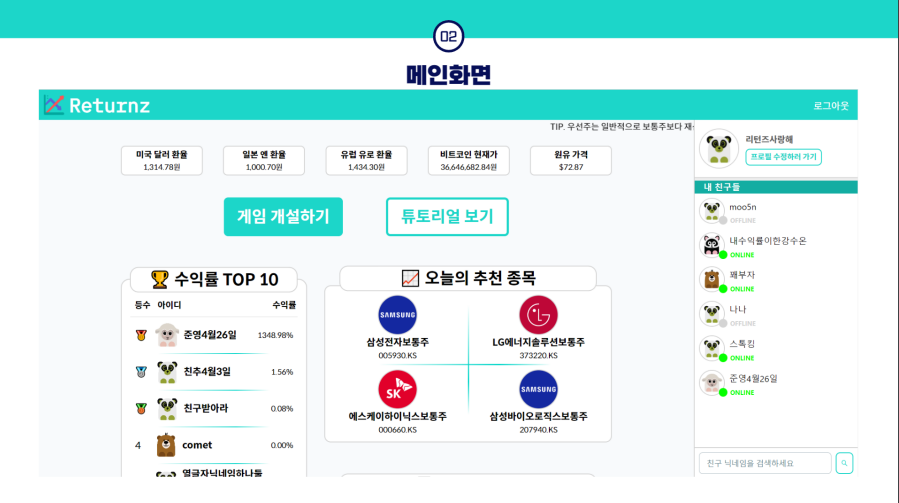 02
메인화면
Returnz
로그아웃
TIP. 우선주는 일반적으로 보통주보다
미국 달러 환율
1,314.78원
일본 엔 환율
1,000.70원
유럽 유로 환율
1,434.30원
비트코인 현재가
36,646,682.84원
원유 가격
$72.87
게임 개설하기
튜토리얼 보기
수익률 TOP 10
등수 아이디 수익률
준영4월26일 1348.98%
친추4월3일 1.56%
친구받아라 0.08%
4 comet 0.00%
열글자닉네임하나둘
오늘의 추천 종목
SAMSUNG
삼성전자보통주
005930.KS
LG
LG에너지솔루션보통주
373220.KS
SK
에스케이하이닉스보통주
000660.KS
SAMSUNG
삼성바이오로직스보통주
207940.KS
리턴즈사랑해
프로필 수정하러 가기
내 친구들
moo5n
OFFLINE
내수익률이한강수온
ONLINE
꽤부자
ONLINE
나나
OFFLINE
스톡킹
ONLINE
준영4월26일
ONLINE
친구 닉네임을 검색하세요